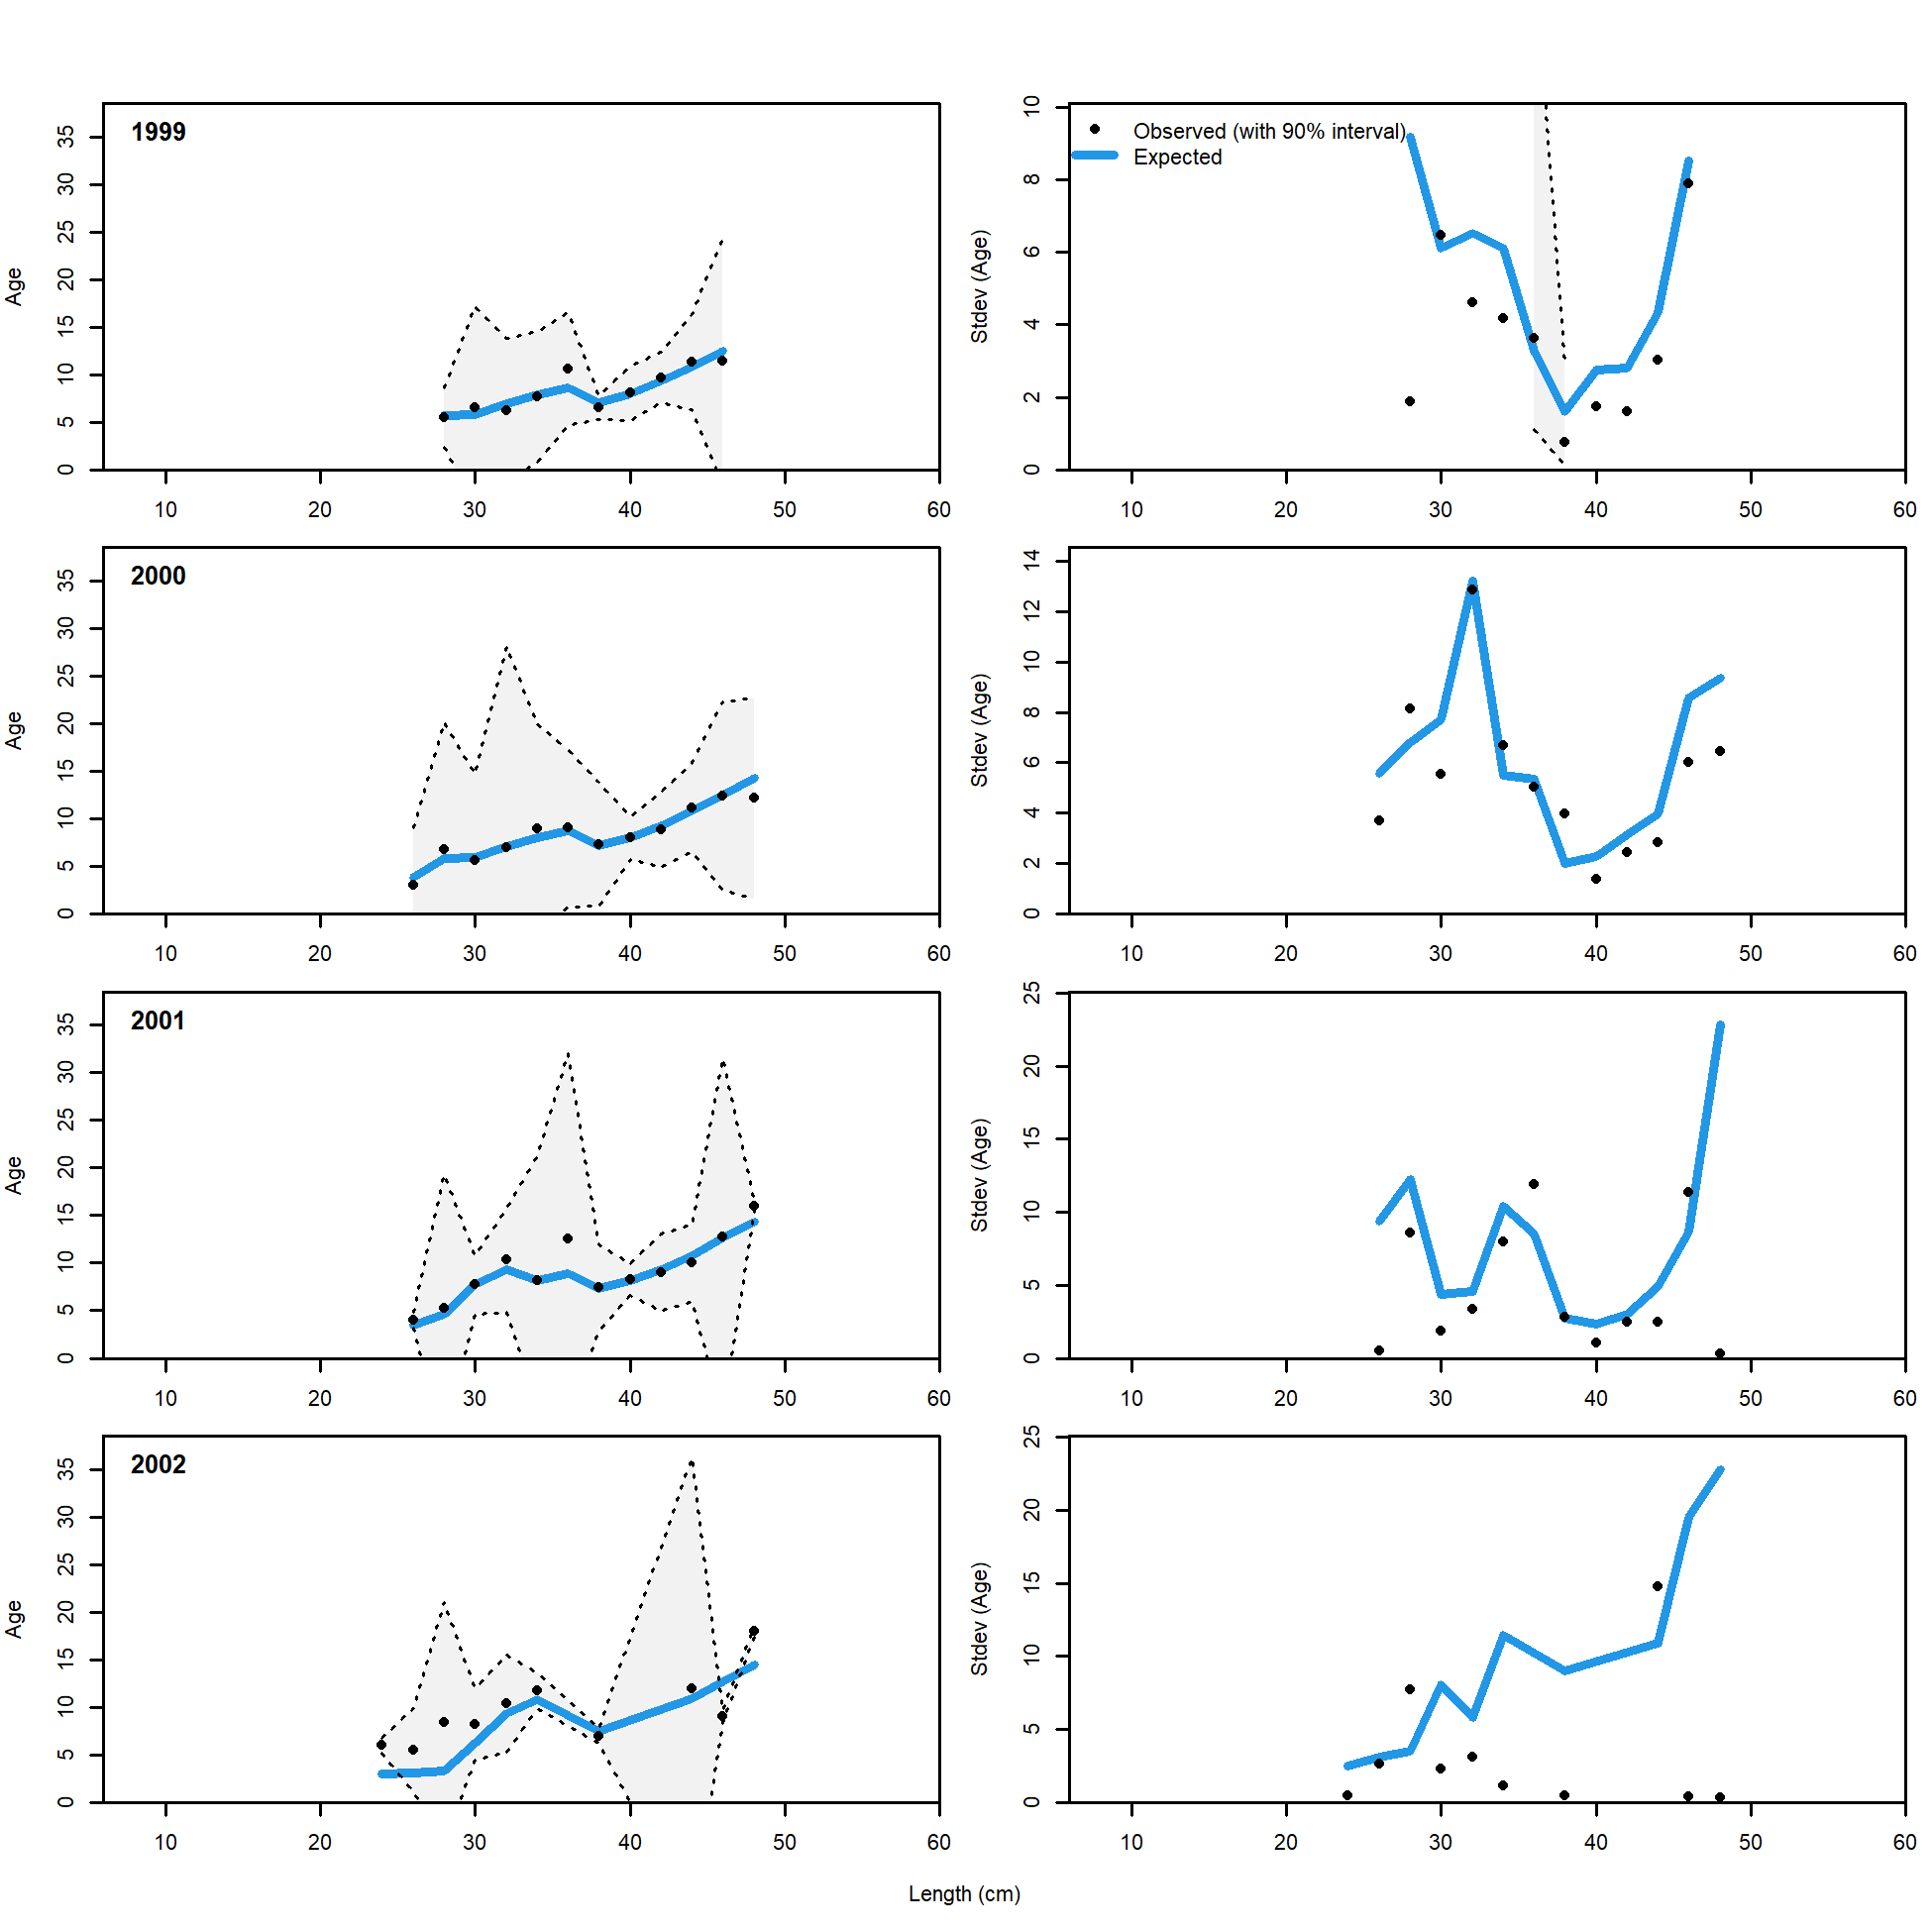 1999
Age
0 5 10 15 20 25 30 35
10 20 30 40 50 60
Observed (with 90% interval)
Expected
Stdev (Age)
0 2 4 6 8 10
10 20 30 40 50 60
2000
Age
0 5 10 15 20 25 30 35
10 20 30 40 50 60
Stdev (Age)
0 2 4 6 8 10 12 14
10 20 30 40 50 60
2001
Age
0 5 10 15 20 25 30 35
10 20 30 40 50 60
Stdev (Age)
0 5 10 15 20 25
10 20 30 40 50 60
2002
Age
0 5 10 15 20 25 30 35
10 20 30 40 50 60
Stdev (Age)
0 5 10 15 20 25
10 20 30 40 50 60
Length (cm)